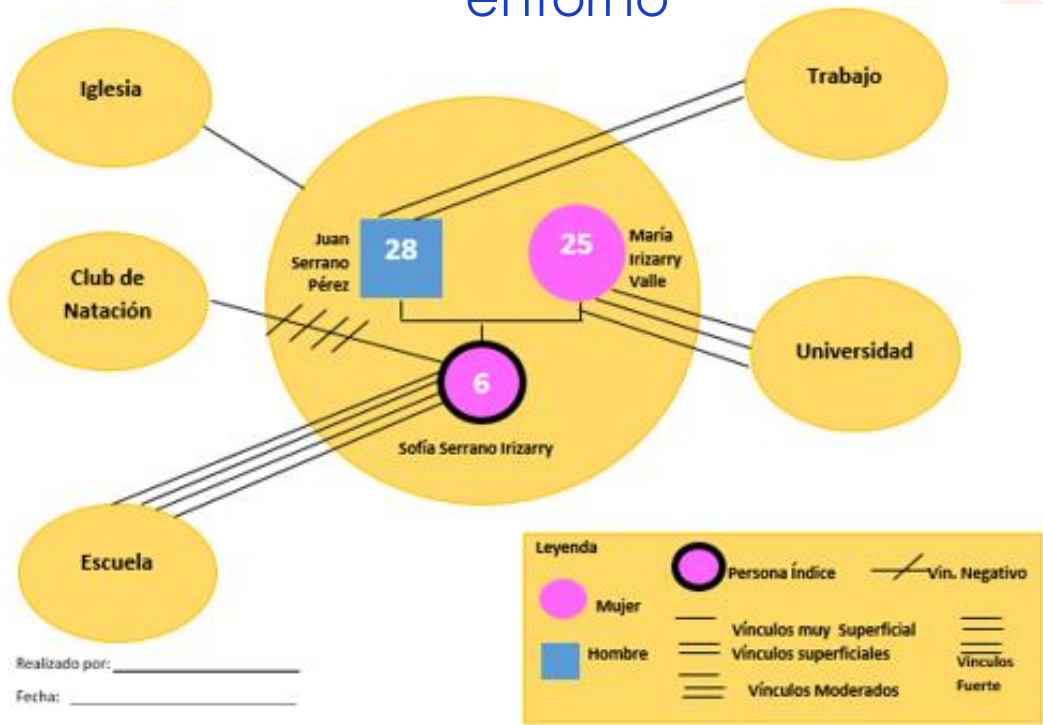 entorno
Iglesia
Trabajo
Juan
Serrano
Pérez
28
25
María
Irizarry
Valle
Club de
Natación
Universidad
6
Sofía Serrano Irizarry
Escuela
Leyenda
Mujer
Hombre
Persona Índice
Vin. Negativo
Vínculos muy Superficial
Vínculos superficiales
Vínculos Moderados
Vínculos
Fuerte
Realizado por:
Fecha: